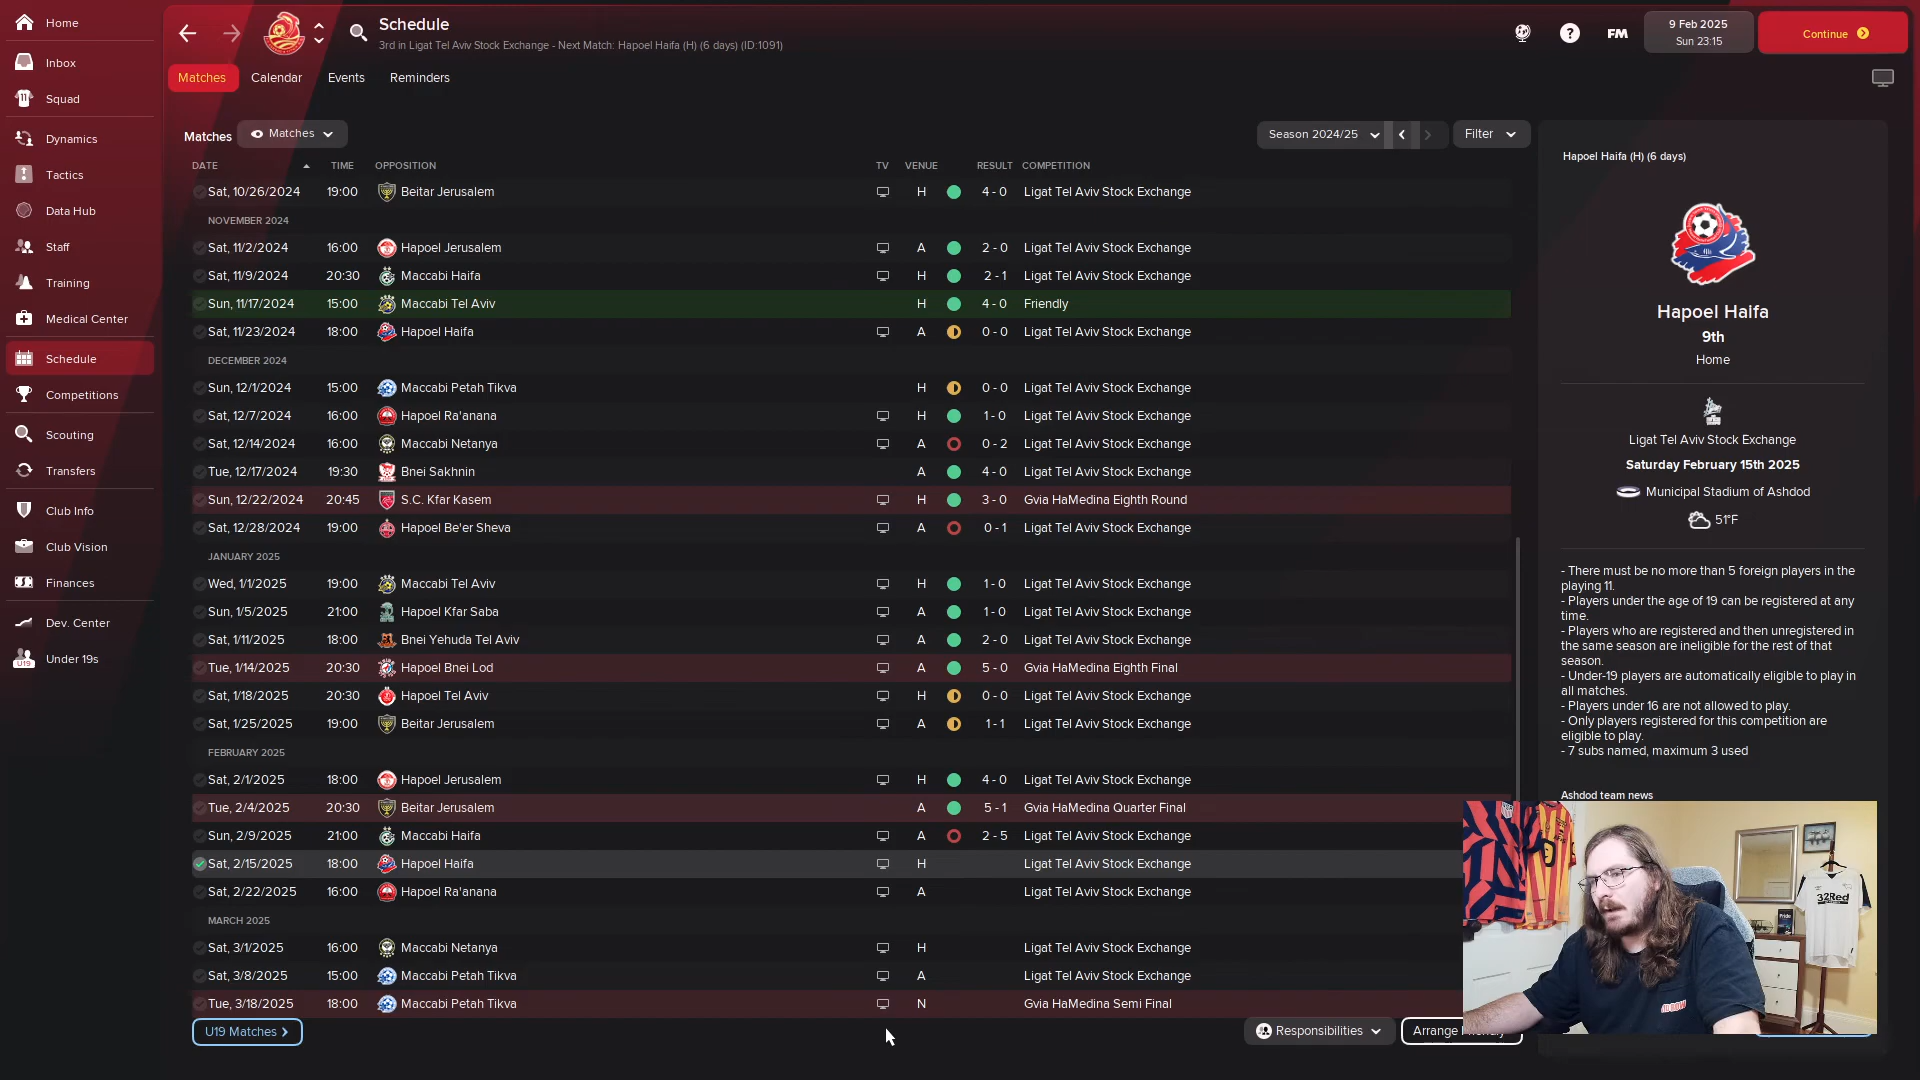 Home
Inbox
Squad
Dynamics
Tactics
Data Hub
Staff
Training
Medical Center
Schedule
Competitions
Scouting
Transfers
Club Info
Club Vision
Finances
Dev. Center
Under 19s
Schedule
3rd in Ligat Tel Aviv Stock Exchange - Next Match: Hapoel Haifa (H) (6 days) (ID:1091)
FM
9 Feb 2025
Sun 23:15
Continue
Matches Calendar Events Reminders
Matches Matches Season 2024/25 Filter
DATE TIME OPPOSITION TV VENUE RESULT COMPETITION
Sat, 10/26/2024 19:00 Beitar Jerusalem H 4 - 0 Ligat Tel Aviv Stock Exchange
NOVEMBER 2024
Sat, 11/2/2024 16:00 Hapoel Jerusalem A 2 - 0 Ligat Tel Aviv Stock Exchange
Sat, 11/9/2024 20:30 Maccabi Haifa H 2 - 1 Ligat Tel Aviv Stock Exchange
Sun, 11/17/2024 15:00 Maccabi Tel Aviv H 4 - 0 Friendly
Sat, 11/23/2024 18:00 Hapoel Haifa A 0 - 0 Ligat Tel Aviv Stock Exchange
DECEMBER 2024
Sun, 12/1/2024 15:00 Maccabi Petah Tikva H 0 - 0 Ligat Tel Aviv Stock Exchange
Sat, 12/7/2024 16:00 Hapoel Ra'anana H 1 - 0 Ligat Tel Aviv Stock Exchange
Sat, 12/14/2024 16:00 Maccabi Netanya A 0 - 2 Ligat Tel Aviv Stock Exchange
Tue, 12/17/2024 19:30 Bnei Sakhnin A 4 - 0 Ligat Tel Aviv Stock Exchange
Sun, 12/22/2024 20:45 S.C. Kfar Kasem H 3 - 0 Gvia HaMedina Eighth Round
Sat, 12/28/2024 19:00 Hapoel Be'er Sheva A 0 - 1 Ligat Tel Aviv Stock Exchange
JANUARY 2025
Wed, 1/1/2025 19:00 Maccabi Tel Aviv H 1 - 0 Ligat Tel Aviv Stock Exchange
Sun, 1/5/2025 21:00 Hapoel Kfar Saba A 1 - 0 Ligat Tel Aviv Stock Exchange
Sat, 1/11/2025 18:00 Bnei Yehuda Tel Aviv A 2 - 0 Ligat Tel Aviv Stock Exchange
Tue, 1/14/2025 20:30 Hapoel Bnei Lod A 5 - 0 Gvia HaMedina Eighth Final
Sat, 1/18/2025 20:30 Hapoel Tel Aviv H 0 - 0 Ligat Tel Aviv Stock Exchange
Sat, 1/25/2025 19:00 Beitar Jerusalem A 1 - 1 Ligat Tel Aviv Stock Exchange
FEBRUARY 2025
Sat, 2/1/2025 18:00 Hapoel Jerusalem H 4 - 0 Ligat Tel Aviv Stock Exchange
Tue, 2/4/2025 20:30 Beitar Jerusalem A 5 - 1 Gvia HaMedina Quarter Final
Sun, 2/9/2025 21:00 Maccabi Haifa A 2 - 5 Ligat Tel Aviv Stock Exchange
Sat, 2/15/2025 18:00 Hapoel Haifa H Ligat Tel Aviv Stock Exchange
Sat, 2/22/2025 16:00 Hapoel Ra'anana A Ligat Tel Aviv Stock Exchange
MARCH 2025
Sat, 3/1/2025 16:00 Maccabi Netanya H Ligat Tel Aviv Stock Exchange
Sat, 3/8/2025 15:00 Maccabi Petah Tikva A Ligat Tel Aviv Stock Exchange
Tue, 3/18/2025 18:00 Maccabi Petah Tikva N Gvia HaMedina Semi Final
U19 Matches Responsibilities Arrange
Hapoel Haifa (H) (6 days)
Hapoel Haifa
9th
Home
Ligat Tel Aviv Stock Exchange
Saturday February 15th 2025
Municipal Stadium of Ashdod
51°F
- There must be no more than 5 foreign players in the
playing 11.
- Players under the age of 19 can be registered at any
time.
- Players who are registered and then unregistered in
the same season are ineligible for the rest of that
season.
- Under-19 players are automatically eligible to play in
all matches.
- Players under 16 are not allowed to play.
- Only players registered for this competition are
eligible to play.
- 7 subs named, maximum 3 used
Ashdod team news
32Red
Pride